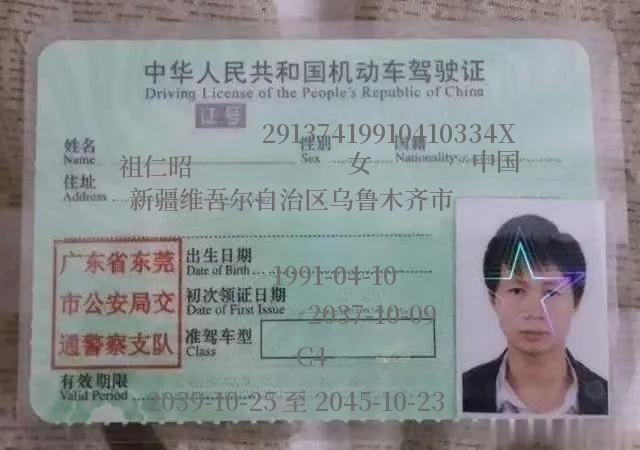 中华人民共和国机动车驾驶证
Driving License of the People's Republic of China
证号 29137419910410334X
姓名 祖仁昭 性别 女 国籍 中国
Name Sex Nationality
住址 新疆维吾尔自治区乌鲁木齐市
Address
广东省东莞
市公安局交
通警察支队
出生日期 1991-04-10
Date of Birth
初次领证日期 2037-10-09
Date of First Issue
准驾车型 C4
Class
有效期限 2039-10-25 至 2045-10-23
Valid Period